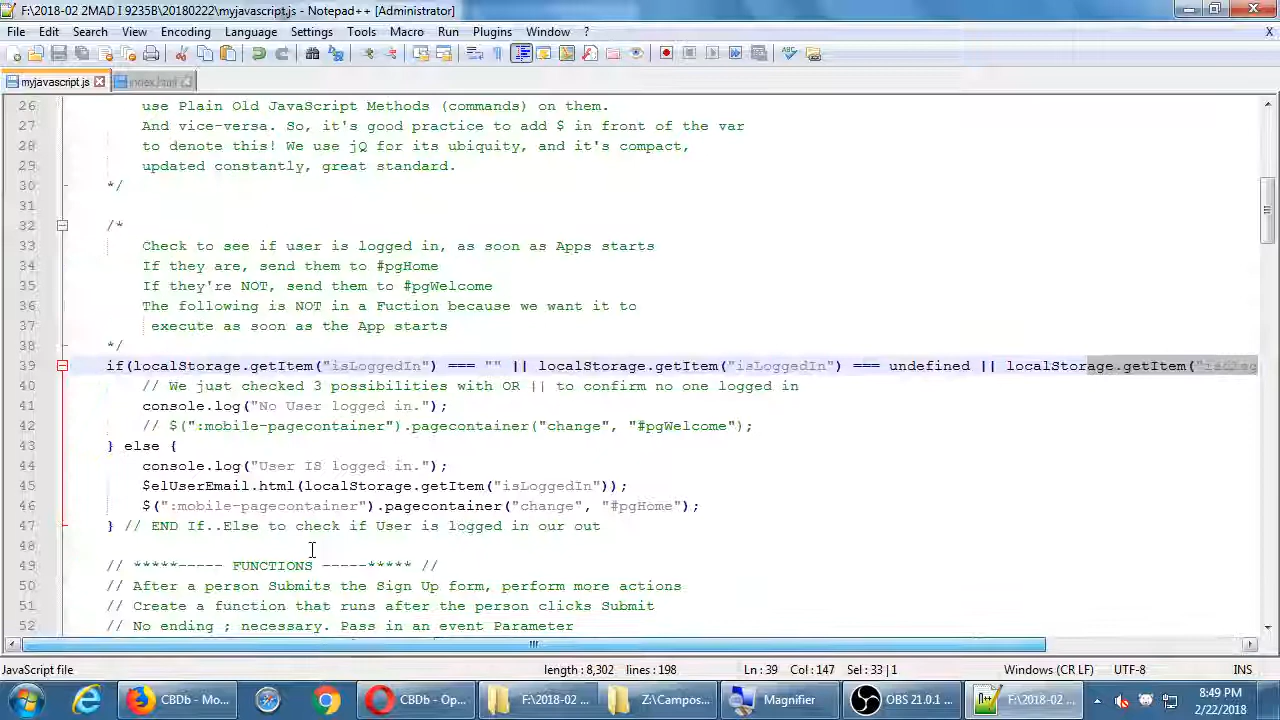 F:\2018-02 2MAD I 9235B\20180222\myjavascript.js - Notepad++ [Administrator]
File Edit Search View Encoding Language Settings Tools Macro Run Plugins Window ? X
myjavascript.js index.html
26 use Plain Old JavaScript Methods (commands) on them.
27 And vice-versa. So, it's good practice to add $ in front of the var
28 to denote this! We use jQ for its ubiquity, and it's compact,
29 updated constantly, great standard.
30 */
31
32 /*
33 Check to see if user is logged in, as soon as Apps starts
34 If they are, send them to #pgHome
35 If they're NOT, send them to #pgWelcome
36 The following is NOT in a Fuction because we want it to
37 execute as soon as the App starts
38 */
39 if(localStorage.getItem("isLoggedIn") === "" || localStorage.getItem("isLoggedIn") === undefined || localStorage.getItem("isLogg
40 // We just checked 3 possibilities with OR || to confirm no one logged in
41 console.log("No User logged in.");
42 // $(":mobile-pagecontainer").pagecontainer("change", "#pgWelcome");
43 } else {
44 console.log("User IS logged in.");
45 $elUserEmail.html(localStorage.getItem("isLoggedIn"));
46 $(":mobile-pagecontainer").pagecontainer("change", "#pgHome");
47 } // END If..Else to check if User is logged in our out
48
49 // *****----- FUNCTIONS -----***** //
50 // After a person Submits the Sign Up form, perform more actions
51 // Create a function that runs after the person clicks Submit
52 // No ending ; necessary. Pass in an event Parameter
JavaScript file length : 8,302 lines : 198 Ln : 39 Col : 147 Sel : 33 | 1 Windows (CR LF) UTF-8 INS
CBDb - Mo... CBDb - Op... F:\2018-02 ... Z:\Campos... Magnifier OBS 21.0.1 ... F:\2018-02 ... 8:49 PM
2/22/2018